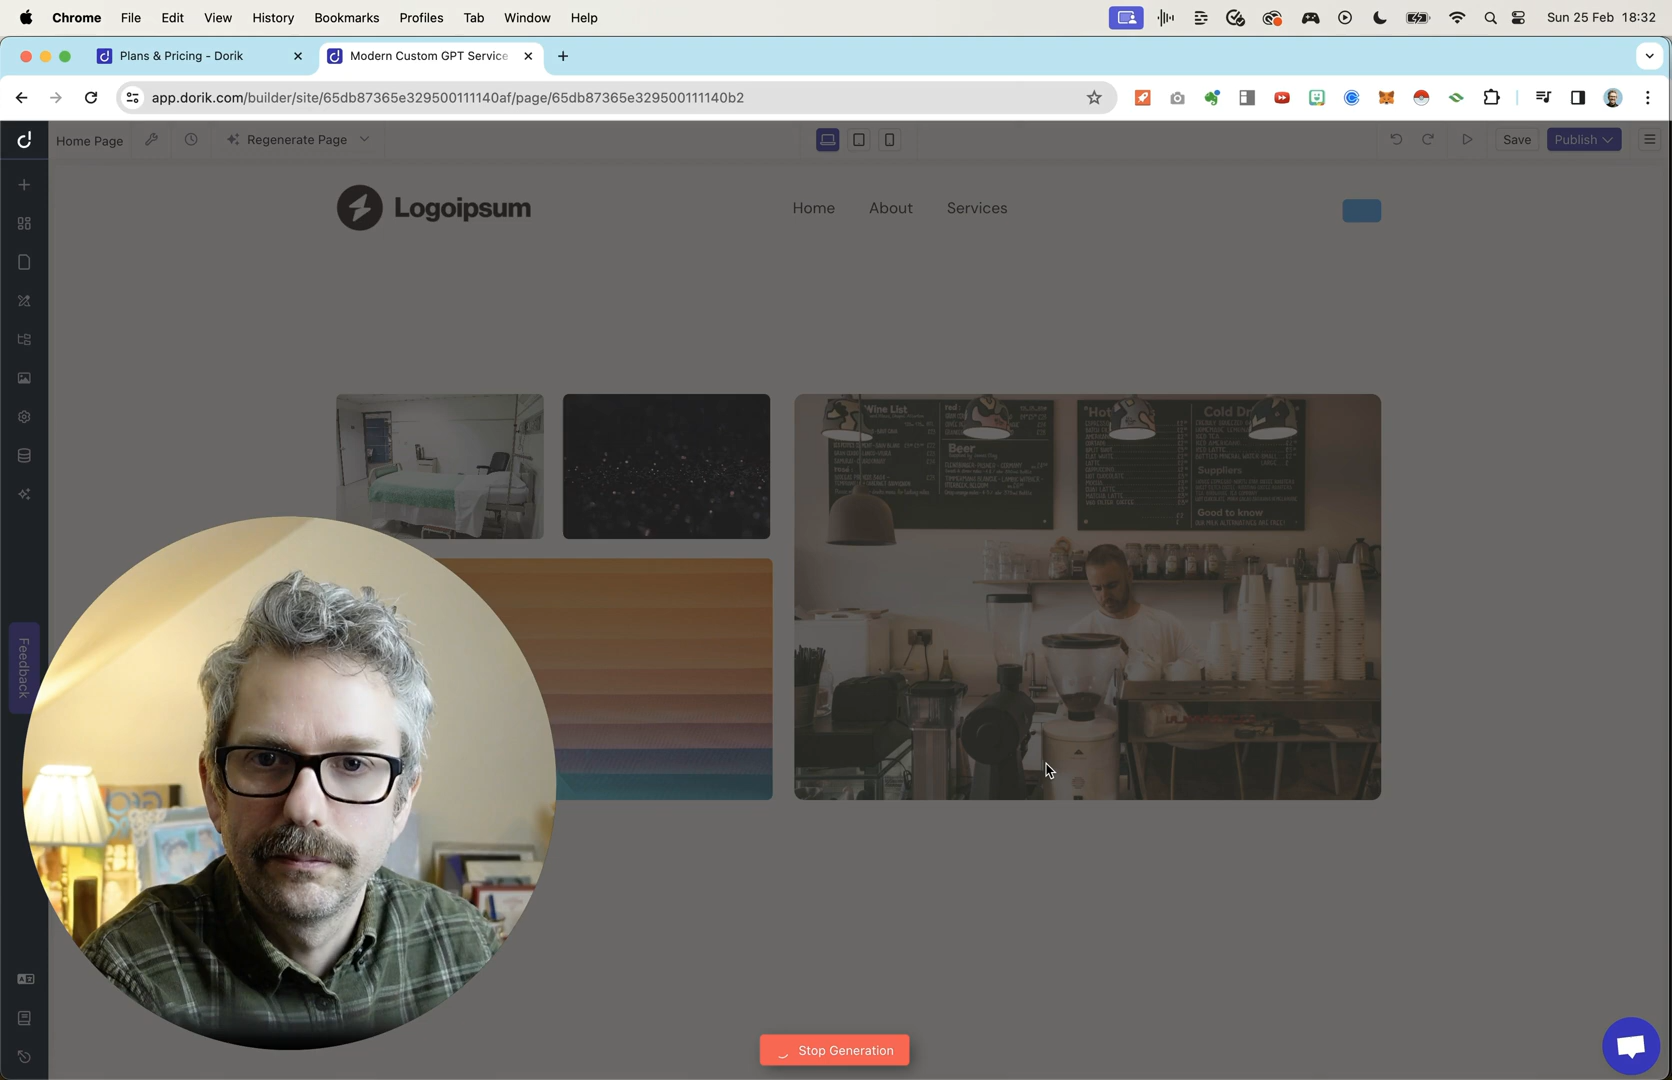 Chrome File Edit View History Bookmarks Profiles Tab Window Help Sun 25 Feb 18:32
Plans & Pricing - Dorik Modern Custom GPT Service
app.dorik.com/builder/site/65db87365e329500111140af/page/65db87365e329500111140b2
Home Page Regenerate Page Save Publish
Logoipsum Home About Services
Wine List
Beer
"Hot
Cold Dr
Suppliers
Good to know
Feedback
Stop Generation